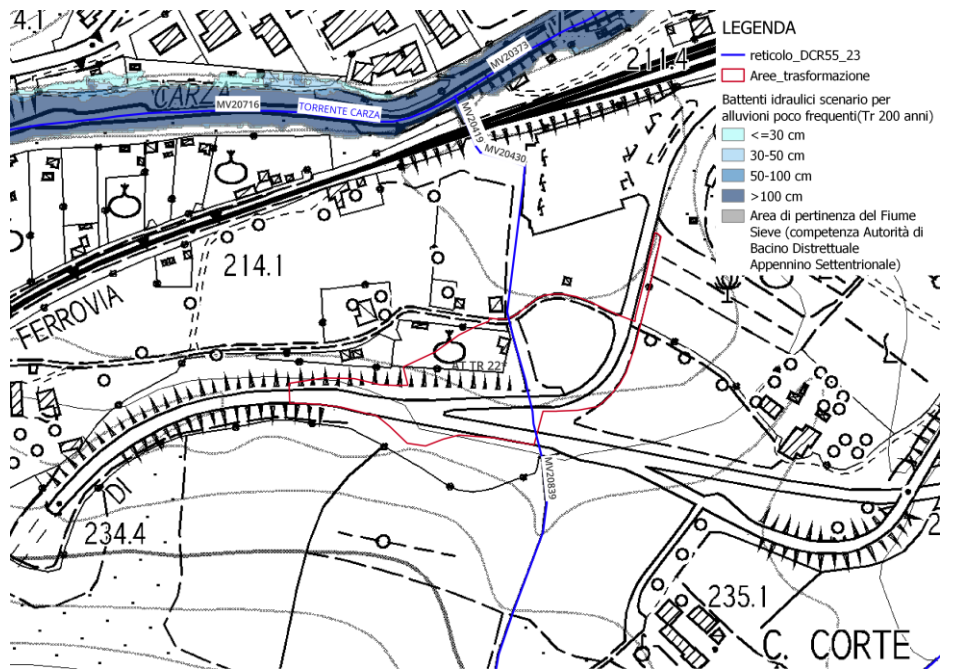 4.1
CARZA
MV20716
TORRENTE CARZA
MV20373
211.4
MV20419
MV20430
214.1
FERROVIA
AT TR 22?
DI
234.4
MV20839
235.1
C. CORTE
2
LEGENDA
reticolo_DCR55_23
Aree_trasformazione
Battenti idraulici scenario per
alluvioni poco frequenti(Tr 200 anni)
<=30 cm
30-50 cm
50-100 cm
>100 cm
Area di pertinenza del Fiume
Sieve (competenza Autorità di
Bacino Distrettuale
Appennino Settentrionale)